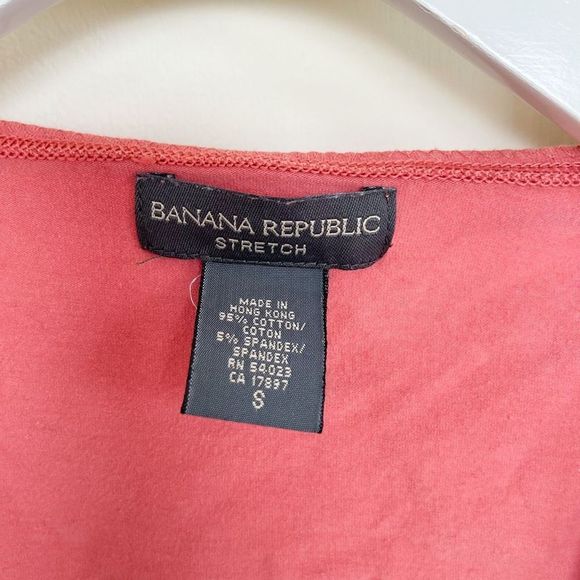 BANANA REPUBLIC
STRETCH
MADE IN
HONG KONG
95% COTTON/
COTON
5% SPANDEX/
SPANDEX
RN 54023
CA 17897
S